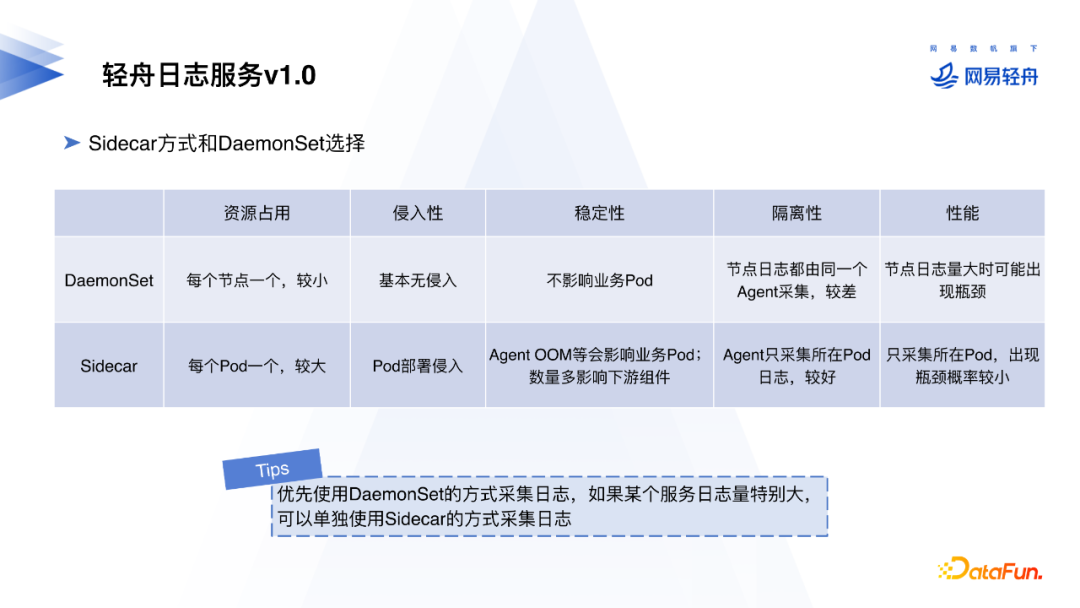 网易数帆旗下
轻舟日志服务v1.0
网易轻舟
Sidecar方式和DaemonSet选择
资源占用
侵入性
稳定性
隔离性
性能
DaemonSet
每个节点一个，较小
基本无侵入
不影响业务Pod
节点日志都由同一个
Agent采集，较差
节点日志量大时可能出
现瓶颈
Sidecar
每个Pod一个，较大
Pod部署侵入
Agent OOM等会影响业务Pod；
数量多影响下游组件
Agent只采集所在Pod
日志，较好
只采集所在Pod，出现
瓶颈概率较小
Tips
优先使用DaemonSet的方式采集日志，如果某个服务日志量特别大，
可以单独使用Sidecar的方式采集日志
DataFun.